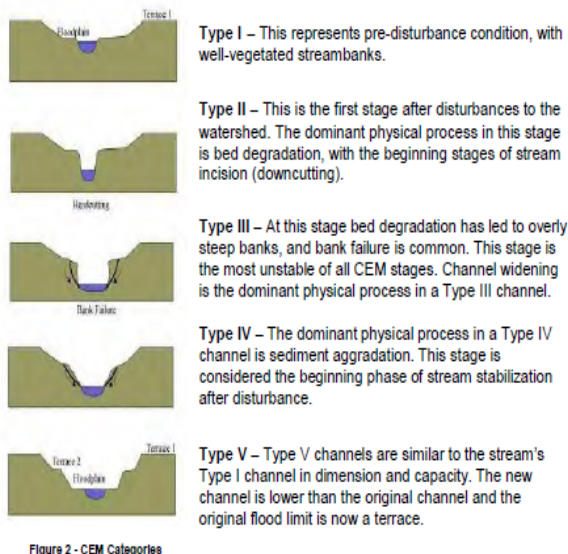 Terrace 1
Floodplain
Type I – This represents pre-disturbance condition, with
well-vegetated streambanks.
Type II – This is the first stage after disturbances to the
watershed. The dominant physical process in this stage
is bed degradation, with the beginning stages of stream
incision (downcutting).
Headcutting
Type III – At this stage bed degradation has led to overly
steep banks, and bank failure is common. This stage is
the most unstable of all CEM stages. Channel widening
is the dominant physical process in a Type III channel.
Bank Failure
Type IV – The dominant physical process in a Type IV
channel is sediment aggradation. This stage is
considered the beginning phase of stream stabilization
after disturbance.
Terrace 2
Terrace 1
Floodplain
Type V – Type V channels are similar to the stream's
Type I channel in dimension and capacity. The new
channel is lower than the original channel and the
original flood limit is now a terrace.
Figure 2 - CEM Categories